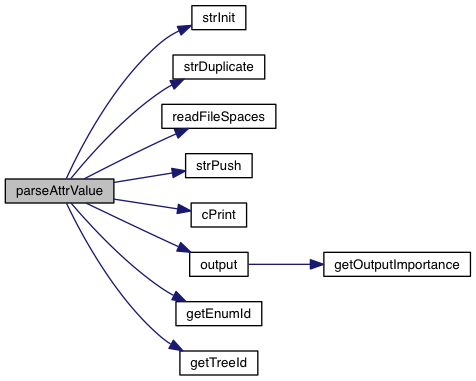 strInit
strDuplicate
readFileSpaces
strPush
parseAttrValue
cPrint
output
getOutputImportance
getEnumId
getTreeId